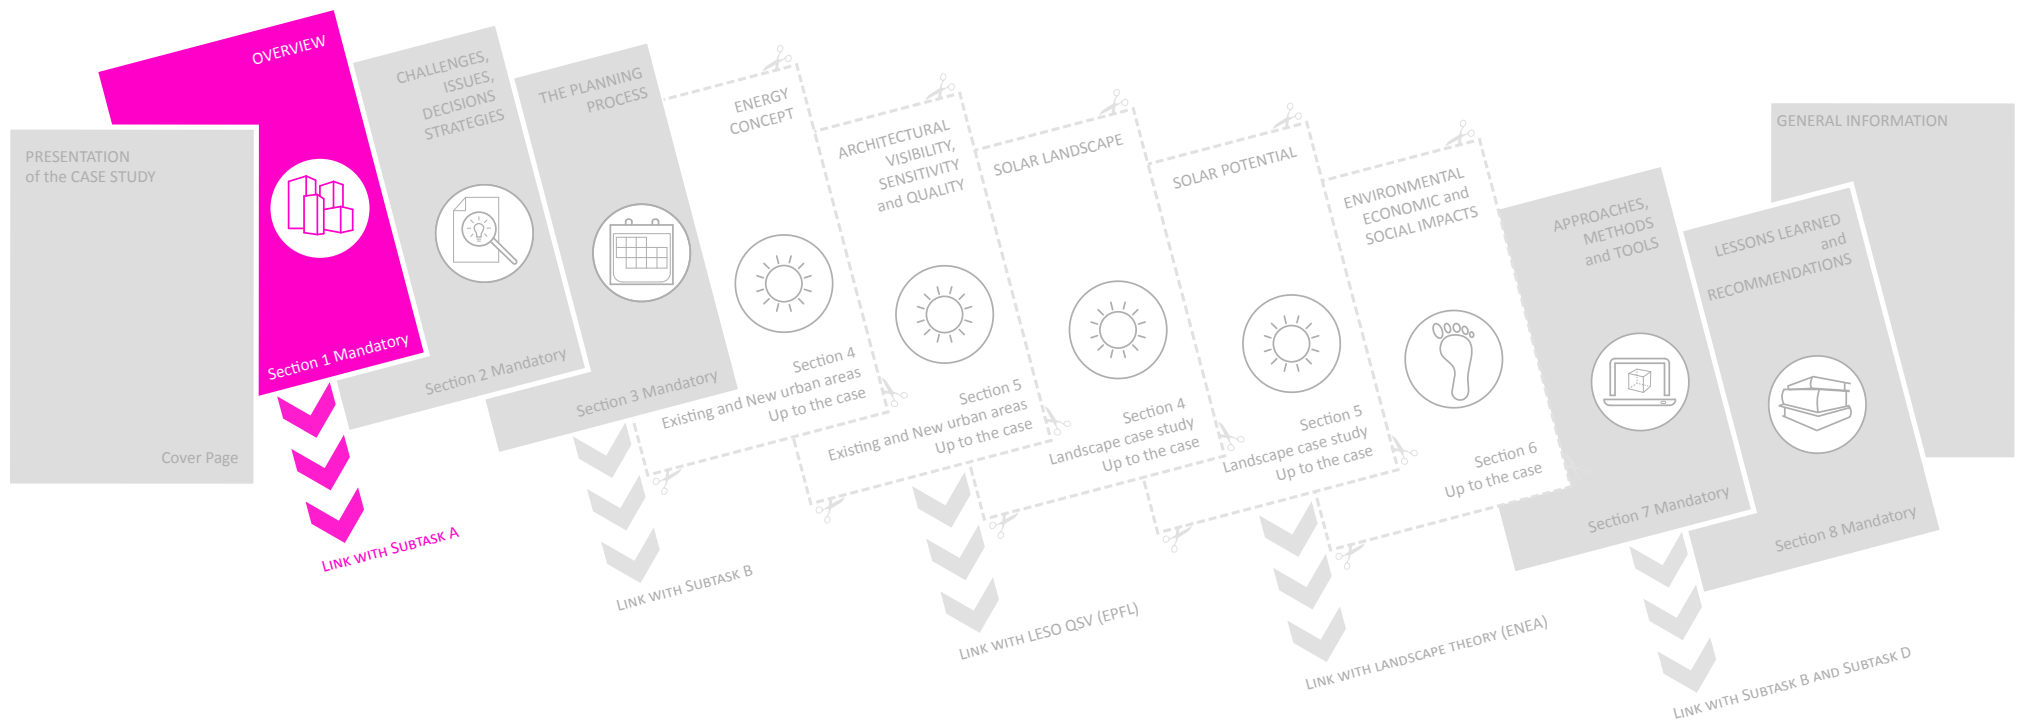 PRESENTATION
of the CASE STUDY
Cover Page
OVERVIEW
Section 1 Mandatory
LINK WITH SUBTASK A
CHALLENGES,
ISSUES,
DECISIONS
STRATEGIES
Section 2 Mandatory
THE PLANNING
PROCESS
Section 3 Mandatory
LINK WITH SUBTASK B
ENERGY
CONCEPT
Section 4
Existing and New urban areas
Up to the case
ARCHITECTURAL
VISIBILITY,
SENSITIVITY
and QUALITY
Section 5
Existing and New urban areas
Up to the case
LINK WITH LESO QSV (EPFL)
SOLAR LANDSCAPE
Section 4
Landscape case study
Up to the case
SOLAR POTENTIAL
Section 5
Landscape case study
Up to the case
LINK WITH LANDSCAPE THEORY (ENEA)
ENVIRONMENTAL
ECONOMIC and
SOCIAL IMPACTS
Section 6
Up to the case
APPROACHES,
METHODS
and TOOLS
Section 7 Mandatory
LINK WITH SUBTASK B AND SUBTASK D
LESSONS LEARNED
and
RECOMMENDATIONS
Section 8 Mandatory
GENERAL INFORMATION